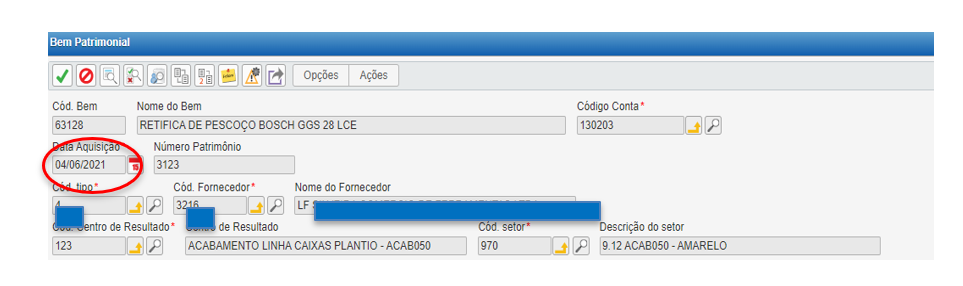 Bem Patrimonial
Opções Ações
Cód. Bem Nome do Bem Código Conta *
63128 RETIFICA DE PESCOÇO BOSCH GGS 28 LCE 130203
Data Aquisição Número Patrimônio
04/06/2021 15 3123
Cód. tipo * Cód. Fornecedor * Nome do Fornecedor
4 3216 LF
Cód. Centro de Resultado * Centro de Resultado Cód. setor * Descrição do setor
123 ACABAMENTO LINHA CAIXAS PLANTIO - ACAB050 970 9.12 ACAB050 - AMARELO